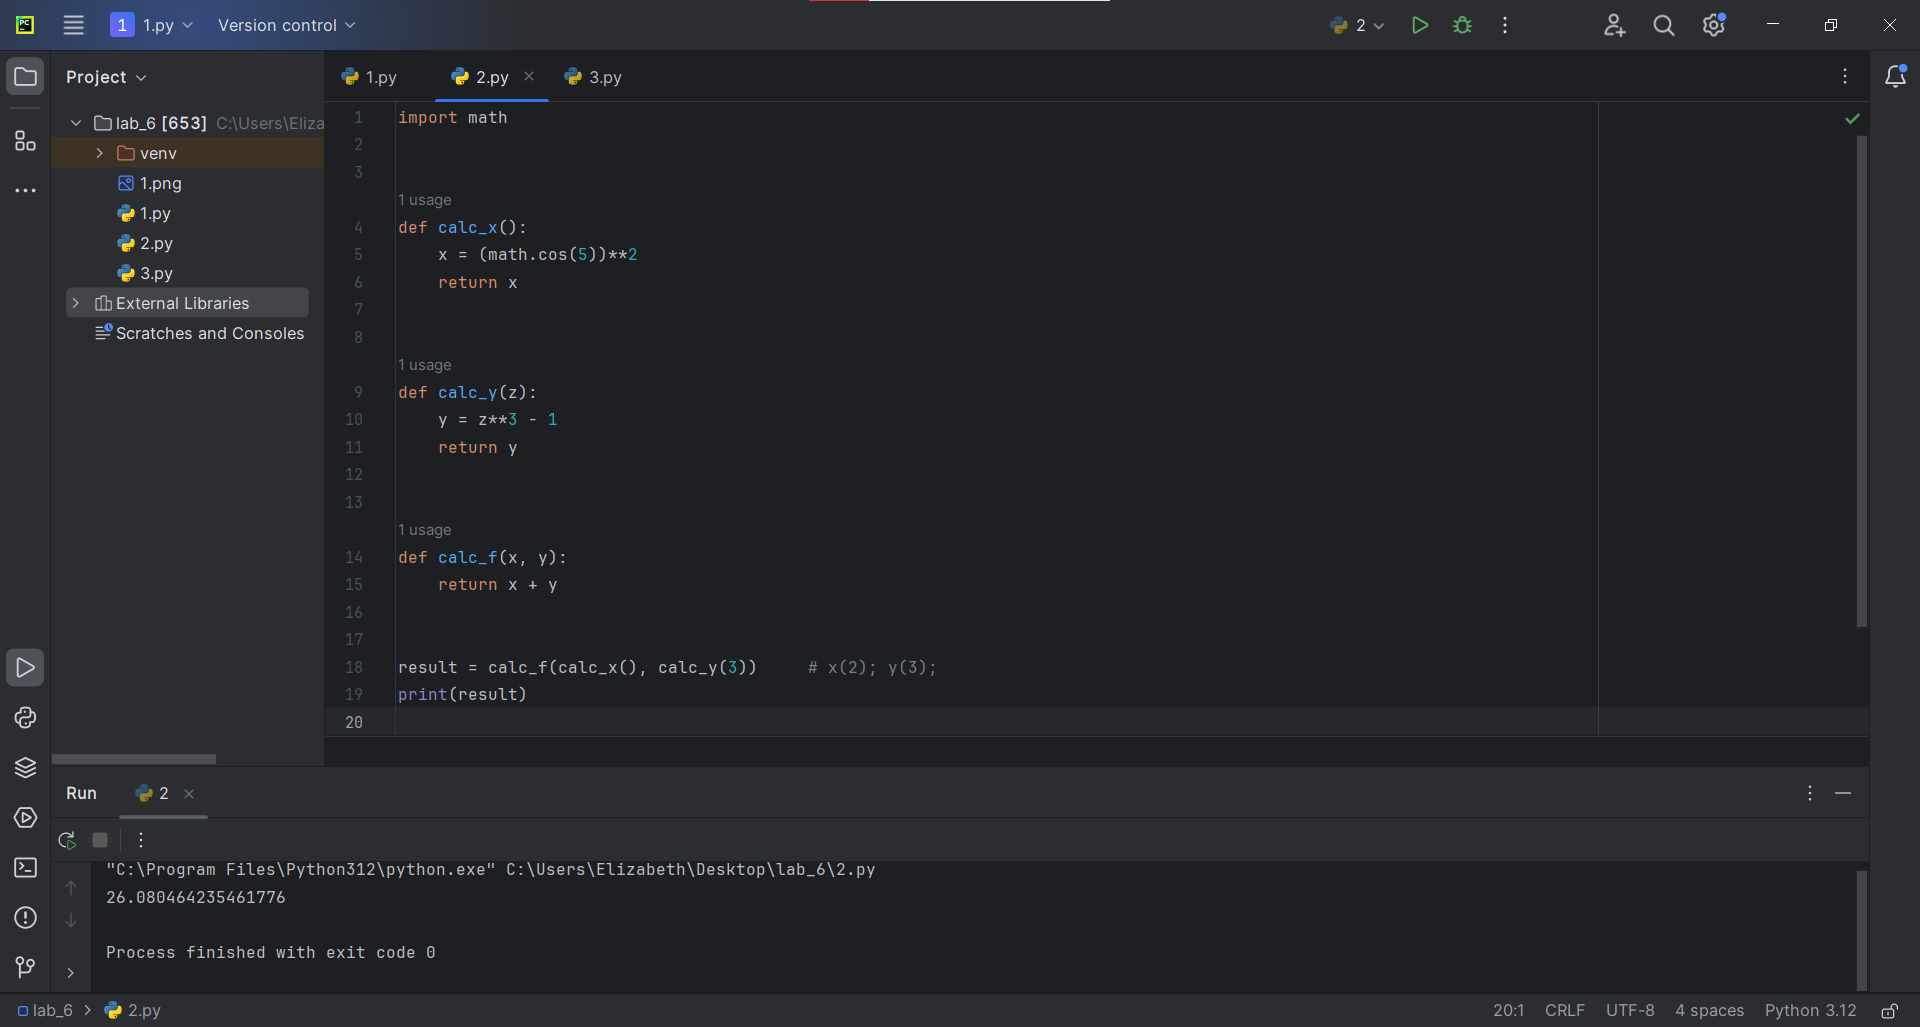 PC
1 1.py Version control
2
Project
lab_6 [653] C:\Users\Eliza
venv
1.png
1.py
2.py
3.py
External Libraries
Scratches and Consoles
1.py 2.py 3.py
1 import math
2
3
1 usage
4 def calc_x():
5 x = (math.cos(5))**2
6 return x
7
8
1 usage
9 def calc_y(z):
10 y = z**3 - 1
11 return y
12
13
1 usage
14 def calc_f(x, y):
15 return x + y
16
17
18 result = calc_f(calc_x(), calc_y(3)) # x(2); y(3);
19 print(result)
20
Run 2
"C:\Program Files\Python312\python.exe" C:\Users\Elizabeth\Desktop\lab_6\2.py
26.080464235461776
Process finished with exit code 0
lab_6 2.py
20:1 CRLF UTF-8 4 spaces Python 3.12